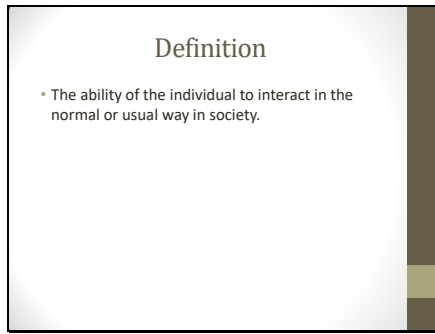 Definition
• The ability of the individual to interact in the
normal or usual way in society.